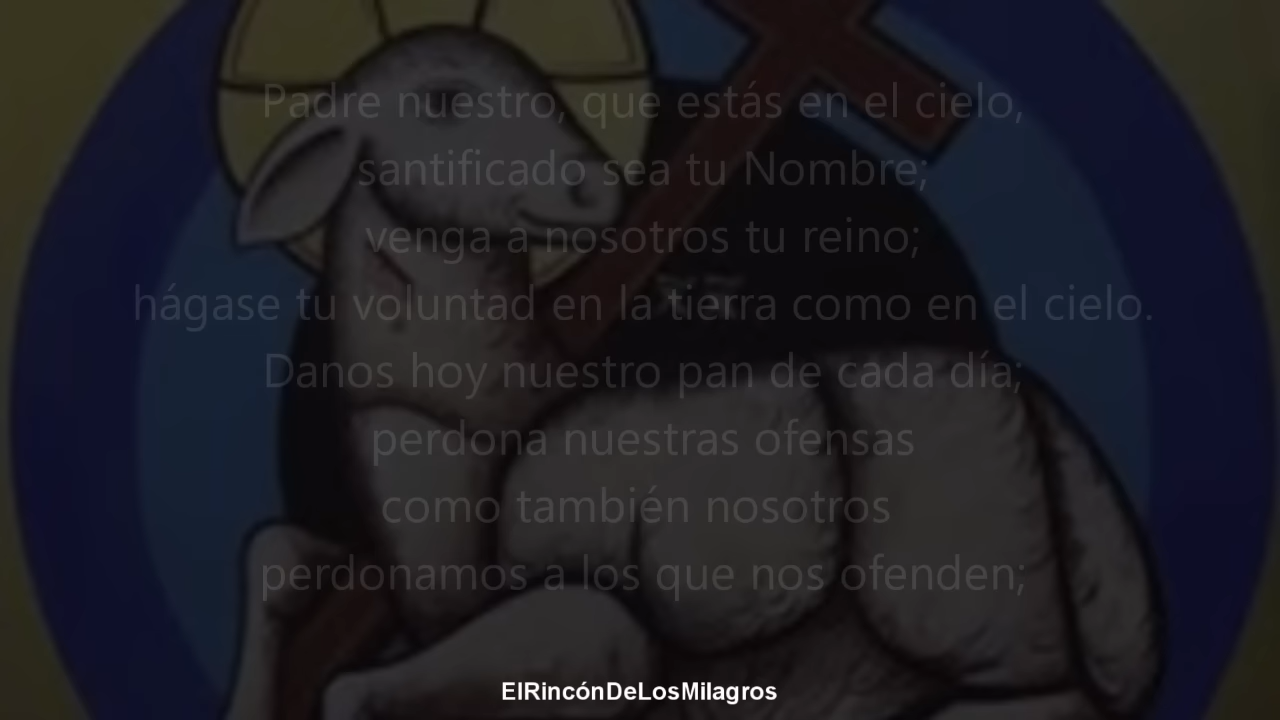 Padre nuestro, que estás en el cielo,
santificado sea tu Nombre;
venga a nosotros tu reino;
hágase tu voluntad en la tierra como en el cielo.
Danos hoy nuestro pan de cada día;
perdona nuestras ofensas
como también nosotros
perdonamos a los que nos ofenden;
ElRincónDeLosMilagros